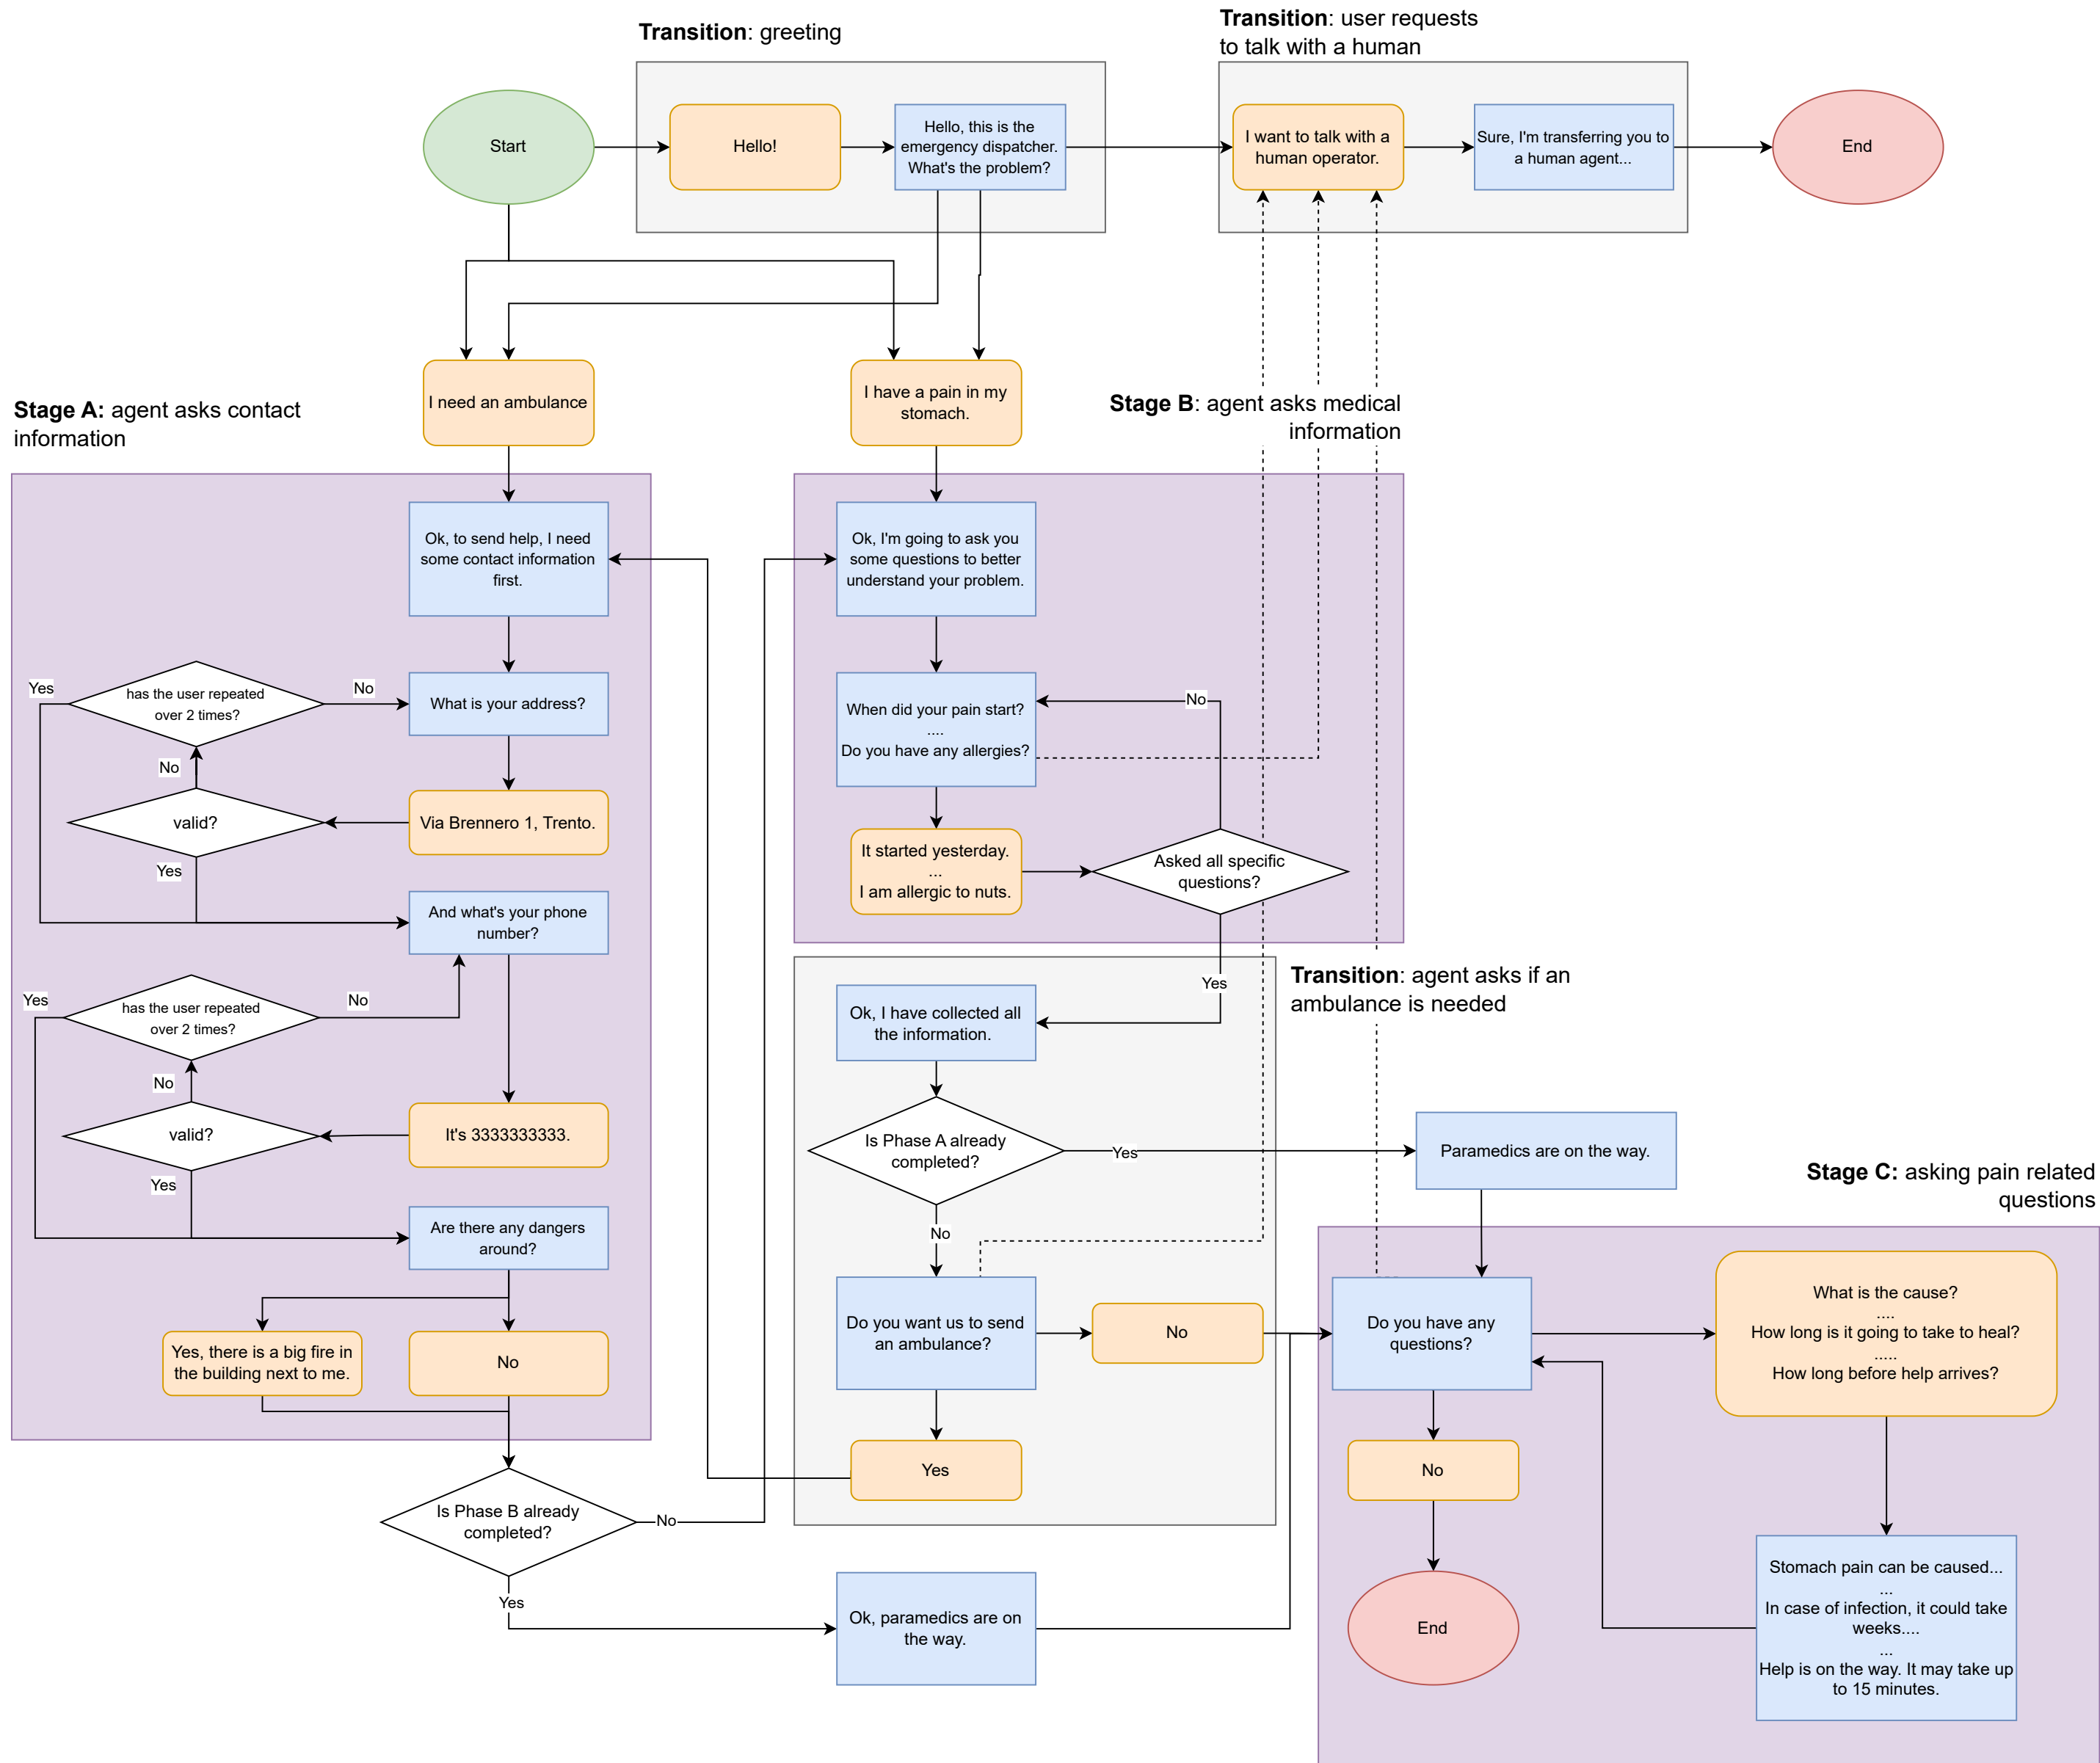 Transition: greeting
Transition: user requests
to talk with a human
Start
Hello!
Hello, this is the
emergency dispatcher.
What's the problem?
I want to talk with a
human operator.
Sure, I'm transferring you to
a human agent...
End
I need an ambulance
I have a pain in my
stomach.
Stage A: agent asks contact
information
Stage B: agent asks medical
information
Ok, to send help, I need
some contact information
first.
Ok, I'm going to ask you
some questions to better
understand your problem.
Yes
has the user repeated
over 2 times?
No
What is your address?
No
valid?
Yes
Via Brennero 1, Trento.
And what's your phone
number?
Yes
has the user repeated
over 2 times?
No
No
valid?
Yes
It's 3333333333.
Are there any dangers
around?
Yes, there is a big fire in
the building next to me.
No
Is Phase B already
completed?
No
Yes
When did your pain start?
....
Do you have any allergies?
No
It started yesterday.
...
I am allergic to nuts.
Asked all specific
questions?
Yes
Transition: agent asks if an
ambulance is needed
Ok, I have collected all
the information.
Is Phase A already
completed?
Yes
No
Paramedics are on the way.
Do you want us to send
an ambulance?
No
Yes
Ok, paramedics are on
the way.
Stage C: asking pain related
questions
Do you have any
questions?
What is the cause?
....
How long is it going to take to heal?
.....
How long before help arrives?
No
End
Stomach pain can be caused...
...
In case of infection, it could take
weeks....
...
Help is on the way. It may take up
to 15 minutes.